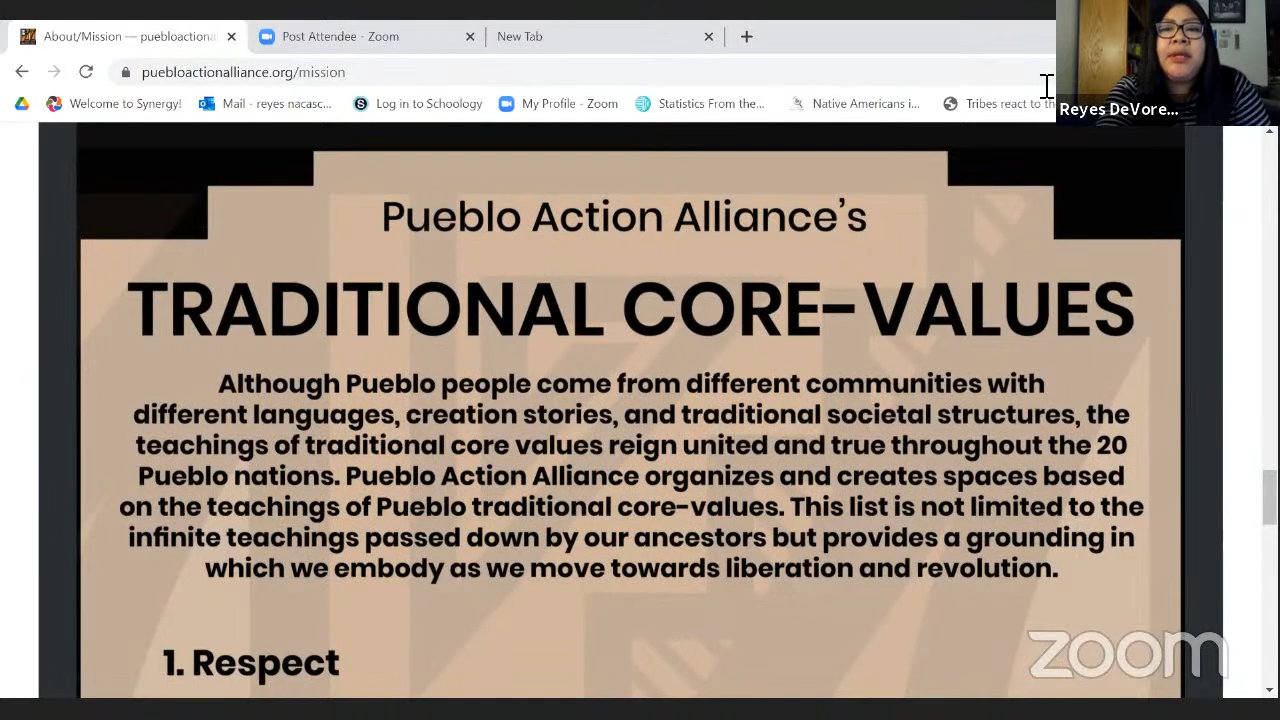 About/Mission — puebloactiona
Post Attendee - Zoom
New Tab
puebloactionalliance.org/mission
Welcome to Synergy!
Mail - reyes nacasc...
Log in to Schoology
My Profile - Zoom
Statistics From the...
Native Americans i...
Tribes react to th
Reyes DeVore...
Pueblo Action Alliance's
TRADITIONAL CORE-VALUES
Although Pueblo people come from different communities with
different languages, creation stories, and traditional societal structures, the
teachings of traditional core values reign united and true throughout the 20
Pueblo nations. Pueblo Action Alliance organizes and creates spaces based
on the teachings of Pueblo traditional core-values. This list is not limited to the
infinite teachings passed down by our ancestors but provides a grounding in
which we embody as we move towards liberation and revolution.
1. Respect
zoom